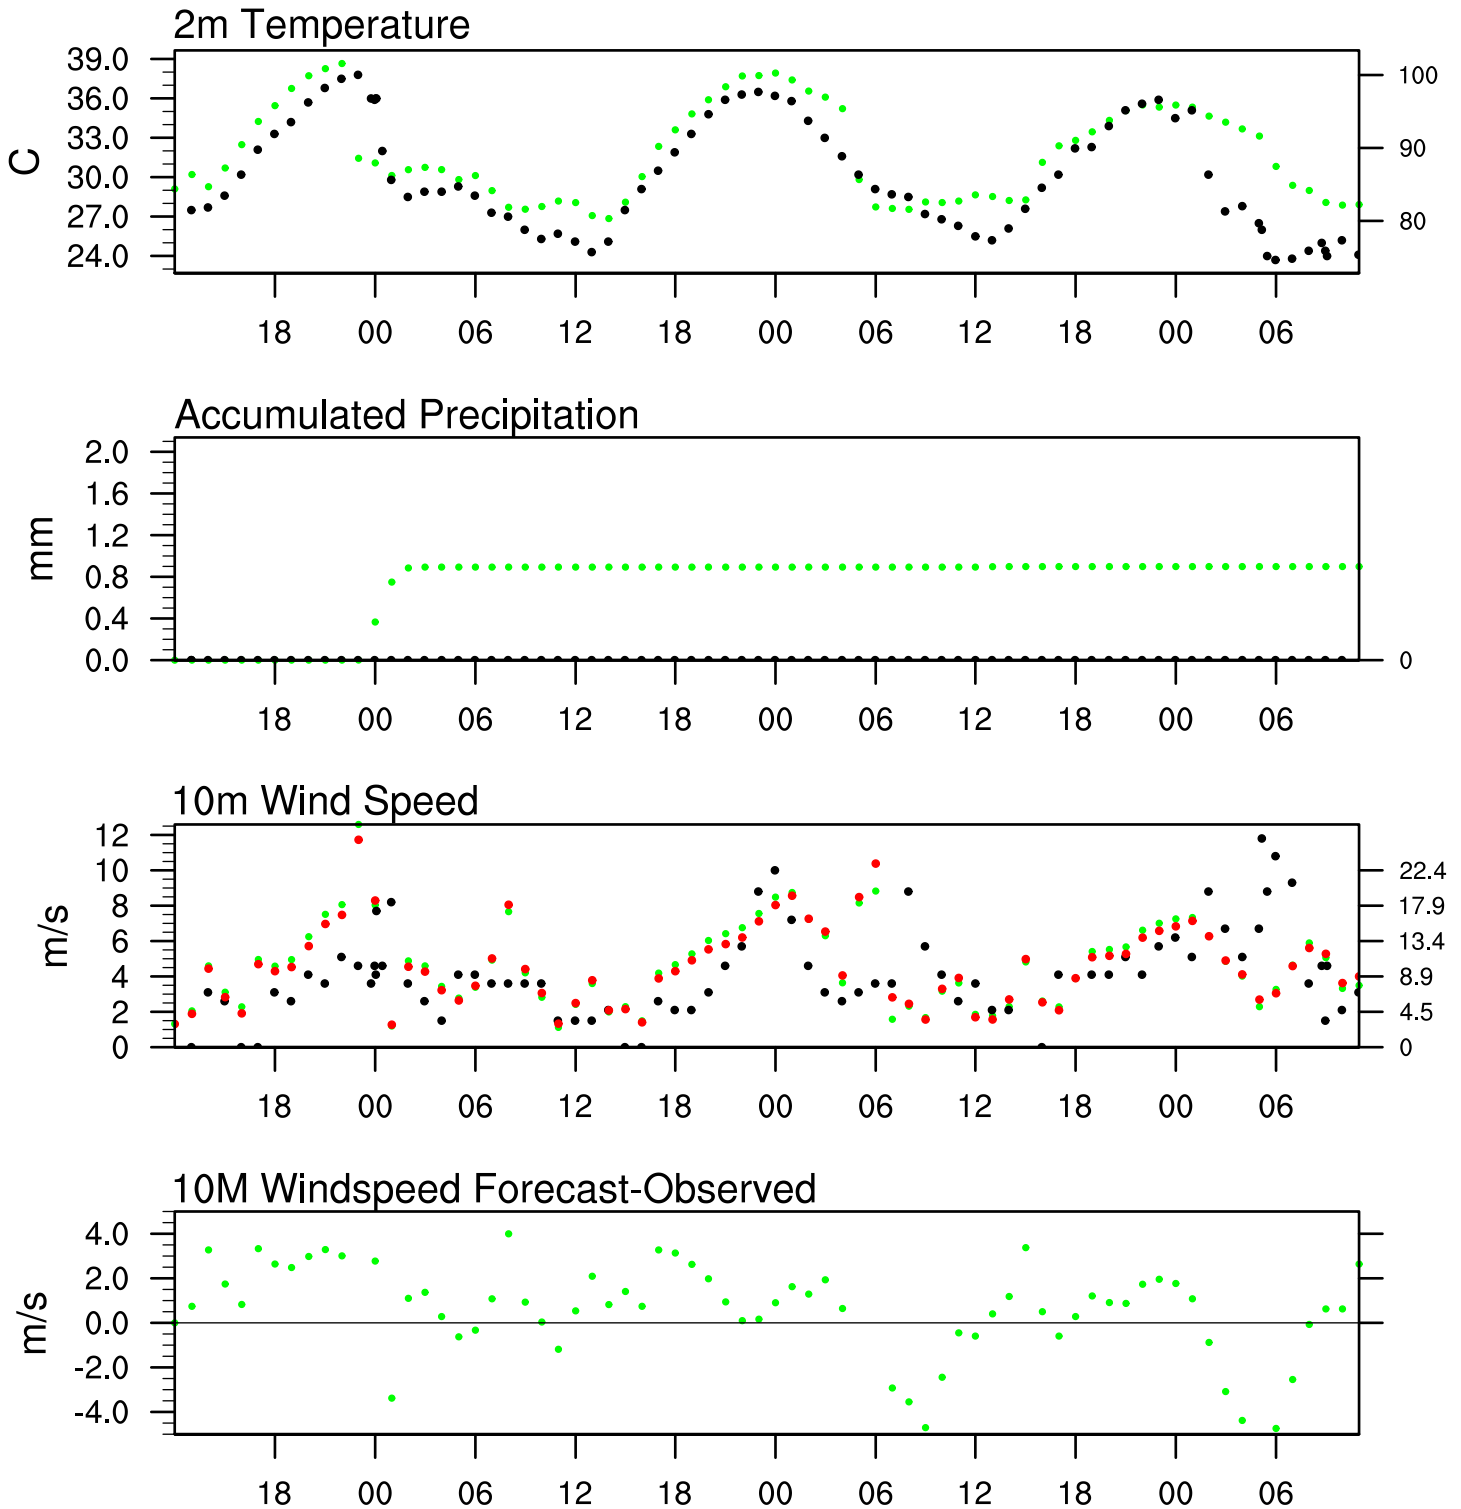 2m Temperature
39.0
36.0
33.0
30.0
27.0
24.0
C
100
90
80
18 00 06 12 18 00 06 12 18 00 06
Accumulated Precipitation
2.0
1.6
1.2
0.8
0.4
0.0
mm
0
18 00 06 12 18 00 06 12 18 00 06
10m Wind Speed
12
10
8
6
4
2
0
m/s
22.4
17.9
13.4
8.9
4.5
0
18 00 06 12 18 00 06 12 18 00 06
10M Windspeed Forecast-Observed
4.0
2.0
0.0
-2.0
-4.0
m/s
18 00 06 12 18 00 06 12 18 00 06